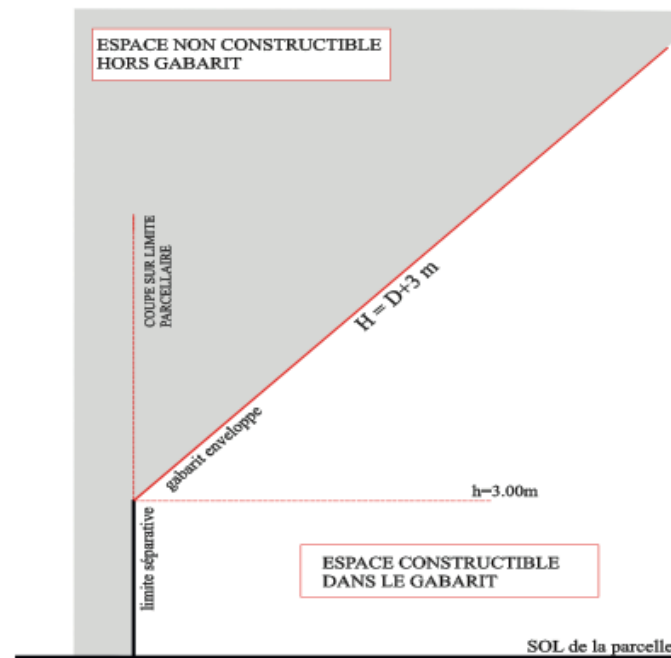 ESPACE NON CONSTRUCTIBLE
HORS GABARIT
COUPE SUR LIMITE
PARCELLAIRE
H = D+3 m
gabarit enveloppe
h=3.00m
limite séparative
ESPACE CONSTRUCTIBLE
DANS LE GABARIT
SOL de la parcelle